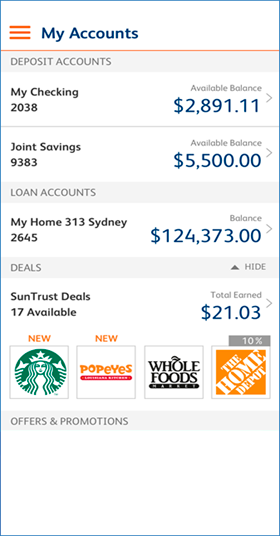 My Accounts
DEPOSIT ACCOUNTS
Available Balance
My Checking
2038
$2,891.11
Available Balance
Joint Savings
9383
$5,500.00
LOAN ACCOUNTS
Balance
My Home 313 Sydney
2645
$124,373.00
DEALS
HIDE
SunTrust Deals
17 Available
Total Earned
$21.03
NEW
NEW
10%
POPEYES
LOUISIANA KITCHEN
WHOLE
FOODS
MARKET
THE
HOME
DEPOT
OFFERS & PROMOTIONS